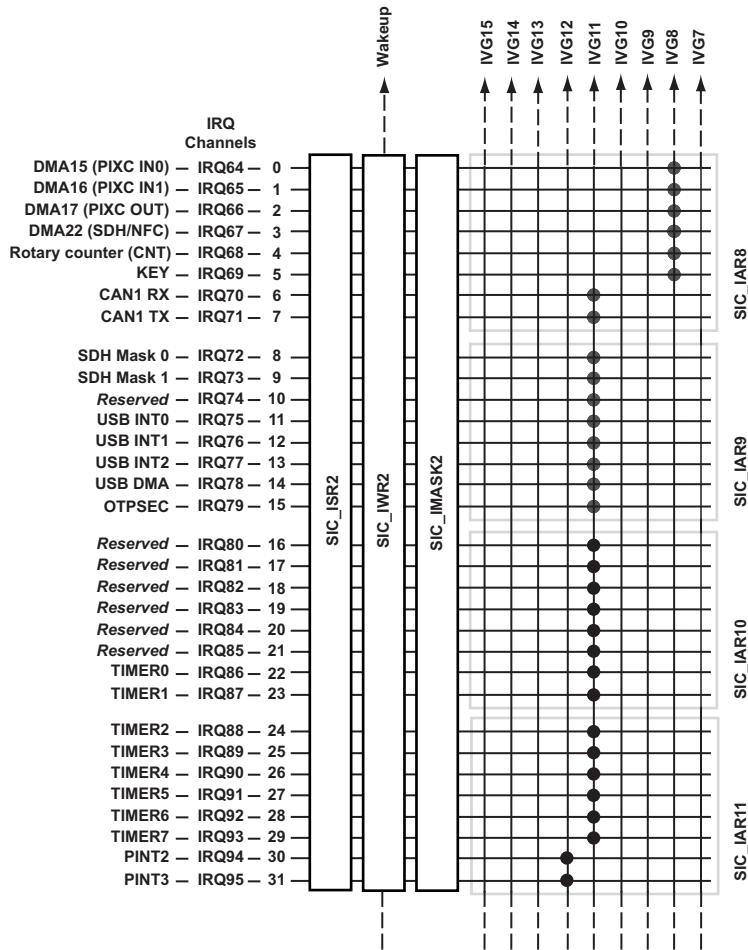 Wakeup
IVG15
IVG14
IVG13
IVG12
IVG11
IVG10
IVG9
IVG8
IVG7
IRQ
Channels
DMA15 (PIXC IN0) — IRQ64 — 0
DMA16 (PIXC IN1) — IRQ65 — 1
DMA17 (PIXC OUT) — IRQ66 — 2
DMA22 (SDH/NFC) — IRQ67 — 3
Rotary counter (CNT) — IRQ68 — 4
KEY — IRQ69 — 5
CAN1 RX — IRQ70 — 6
CAN1 TX — IRQ71 — 7
SDH Mask 0 — IRQ72 — 8
SDH Mask 1 — IRQ73 — 9
Reserved — IRQ74 — 10
USB INT0 — IRQ75 — 11
USB INT1 — IRQ76 — 12
USB INT2 — IRQ77 — 13
USB DMA — IRQ78 — 14
OTPSEC — IRQ79 — 15
Reserved — IRQ80 — 16
Reserved — IRQ81 — 17
Reserved — IRQ82 — 18
Reserved — IRQ83 — 19
Reserved — IRQ84 — 20
Reserved — IRQ85 — 21
TIMER0 — IRQ86 — 22
TIMER1 — IRQ87 — 23
TIMER2 — IRQ88 — 24
TIMER3 — IRQ89 — 25
TIMER4 — IRQ90 — 26
TIMER5 — IRQ91 — 27
TIMER6 — IRQ92 — 28
TIMER7 — IRQ93 — 29
PINT2 — IRQ94 — 30
PINT3 — IRQ95 — 31
SIC_ISR2
SIC_IWR2
SIC_IMASK2
SIC_IAR8
SIC_IAR9
SIC_IAR10
SIC_IAR11